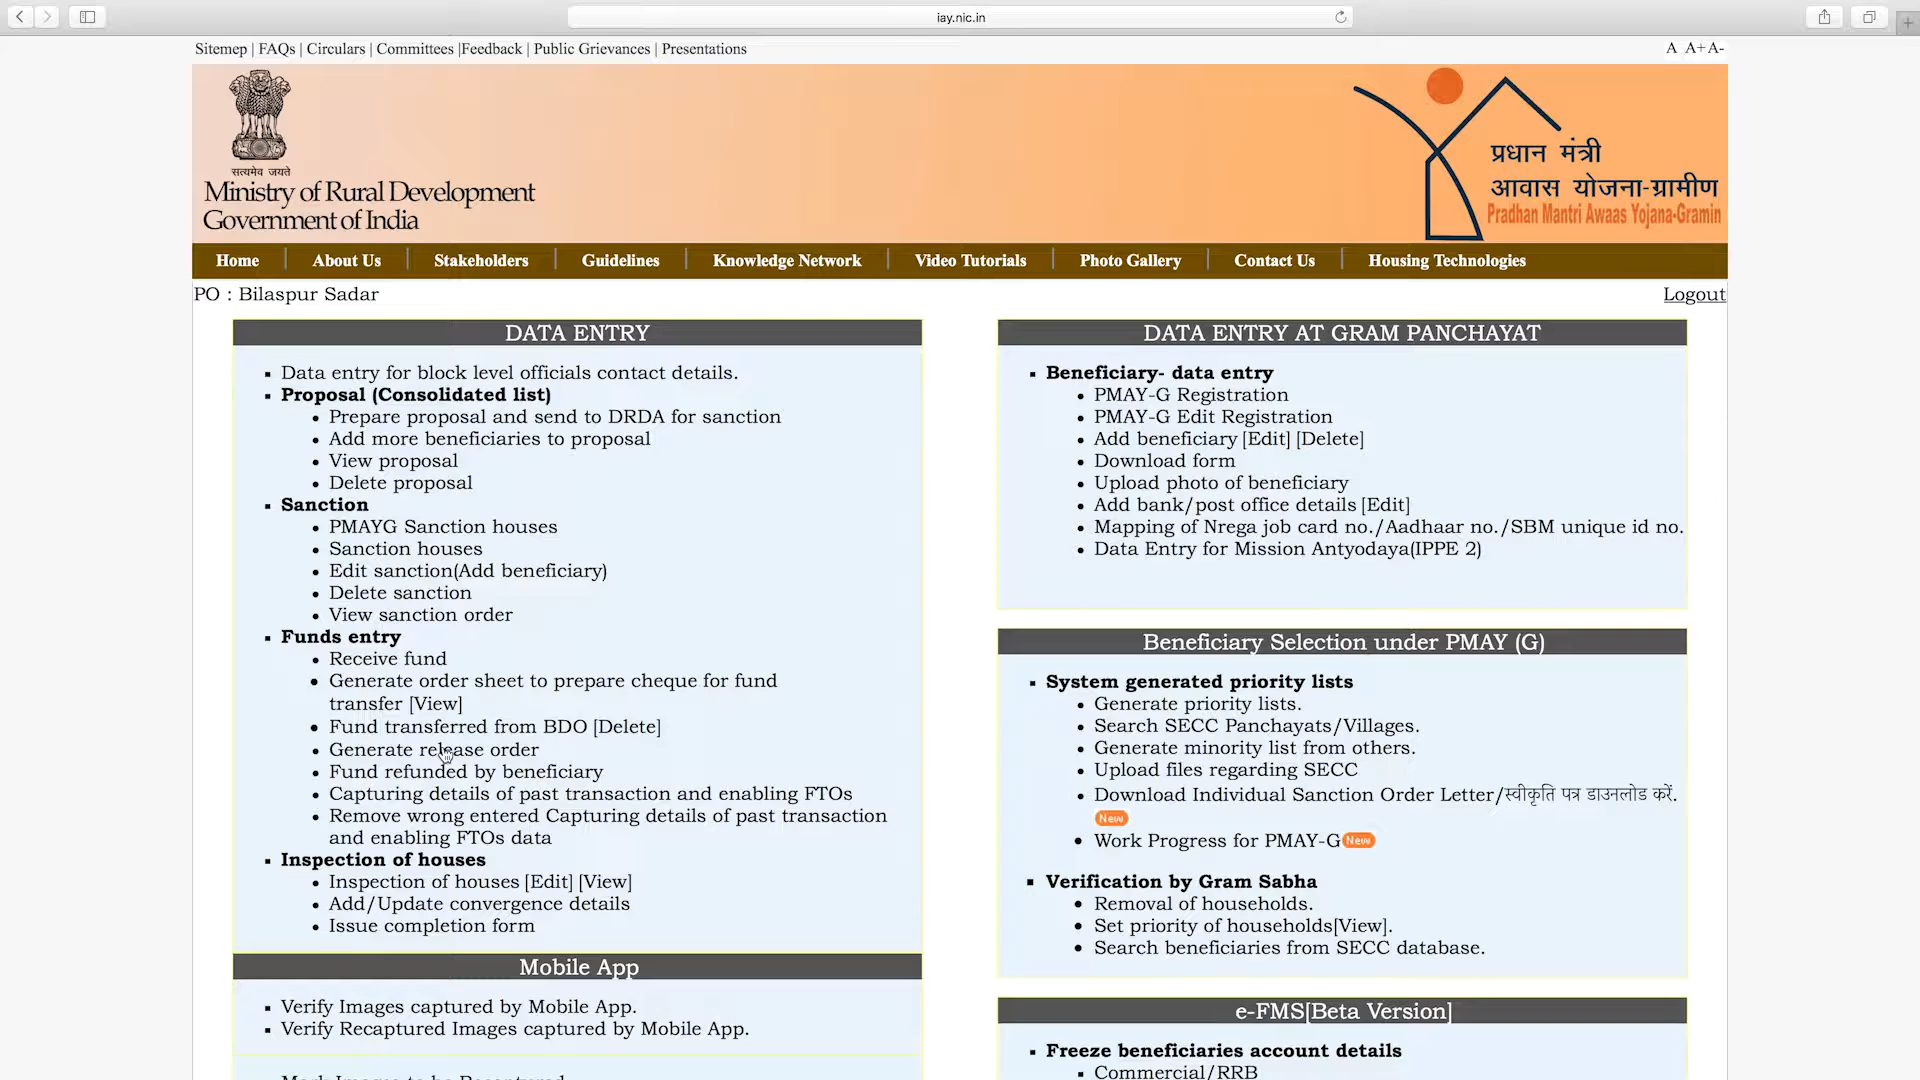 iay.nic.in
Sitemep | FAQs | Circulars | Committees |Feedback | Public Grievances | Presentations
A A+ A-
सत्यमेव जयते
Ministry of Rural Development
Government of India
प्रधान मंत्री
आवास योजना-ग्रामीण
Pradhan Mantri Awaas Yojana-Gramin
Home
About Us
Stakeholders
Guidelines
Knowledge Network
Video Tutorials
Photo Gallery
Contact Us
Housing Technologies
PO : Bilaspur Sadar
Logout
DATA ENTRY
Data entry for block level officials contact details.
Proposal (Consolidated list)
Prepare proposal and send to DRDA for sanction
Add more beneficiaries to proposal
View proposal
Delete proposal
Sanction
PMAYG Sanction houses
Sanction houses
Edit sanction(Add beneficiary)
Delete sanction
View sanction order
Funds entry
Receive fund
Generate order sheet to prepare cheque for fund
transfer [View]
Fund transferred from BDO [Delete]
Generate release order
Fund refunded by beneficiary
Capturing details of past transaction and enabling FTOs
Remove wrong entered Capturing details of past transaction
and enabling FTOs data
Inspection of houses
Inspection of houses [Edit] [View]
Add/Update convergence details
Issue completion form
Mobile App
Verify Images captured by Mobile App.
Verify Recaptured Images captured by Mobile App.
DATA ENTRY AT GRAM PANCHAYAT
Beneficiary- data entry
PMAY-G Registration
PMAY-G Edit Registration
Add beneficiary [Edit] [Delete]
Download form
Upload photo of beneficiary
Add bank/post office details [Edit]
Mapping of Nrega job card no./Aadhaar no./SBM unique id no.
Data Entry for Mission Antyodaya(IPPE 2)
Beneficiary Selection under PMAY (G)
System generated priority lists
Generate priority lists.
Search SECC Panchayats/Villages.
Generate minority list from others.
Upload files regarding SECC
Download Individual Sanction Order Letter/स्वीकृति पत्र डाउनलोड करें.
New
Work Progress for PMAY-G New
Verification by Gram Sabha
Removal of households.
Set priority of households[View].
Search beneficiaries from SECC database.
e-FMS[Beta Version]
Freeze beneficiaries account details
Commercial/RRB